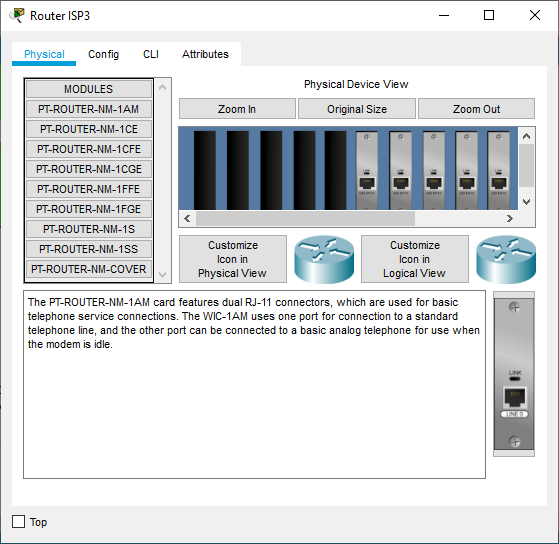 Router ISP3
Physical
Config
CLI
Attributes
MODULES
PT-ROUTER-NM-1AM
PT-ROUTER-NM-1CE
PT-ROUTER-NM-1CFE
PT-ROUTER-NM-1CGE
PT-ROUTER-NM-1FFE
PT-ROUTER-NM-1FGE
PT-ROUTER-NM-1S
PT-ROUTER-NM-1SS
PT-ROUTER-NM-COVER
Physical Device View
Zoom In
Original Size
Zoom Out
Customize
Icon in
Physical View
Customize
Icon in
Logical View
The PT-ROUTER-NM-1AM card features dual RJ-11 connectors, which are used for basic
telephone service connections. The WIC-1AM uses one port for connection to a standard
telephone line, and the other port can be connected to a basic analog telephone for use when
the modem is idle.
LINK
LINE 0
Top